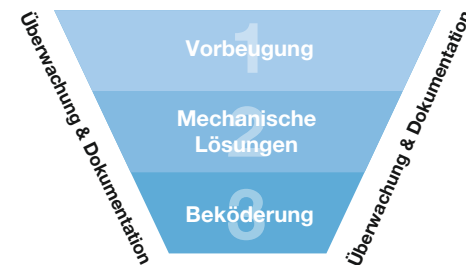 Überwachung & Dokumentation
1
Vorbeugung
2
Mechanische
Lösungen
3
Beköderung
Überwachung & Dokumentation